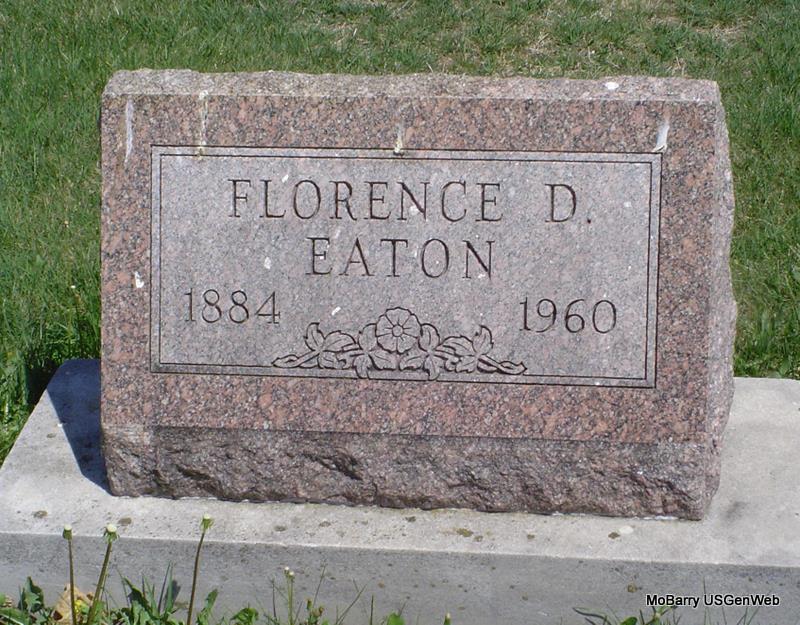 FLORENCE D.
EATON
1884 1960
MoBarry USGenWeb